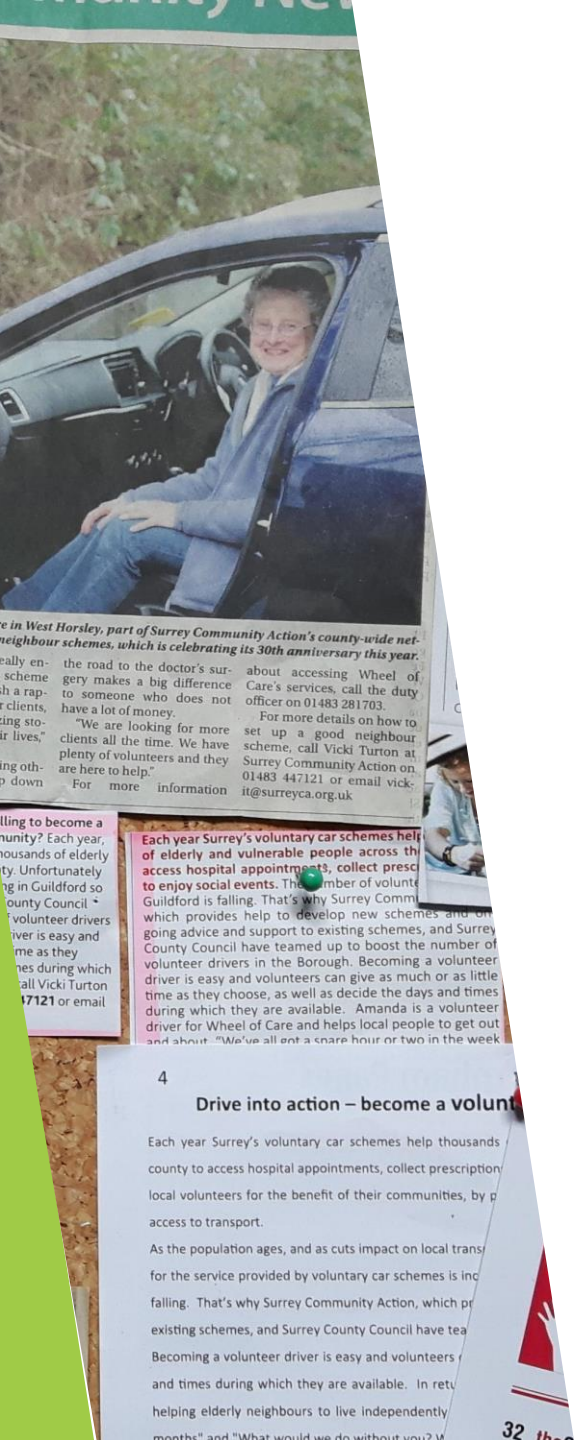 e in West Horsley, part of Surrey Community Action's county-wide net-
neighbour schemes, which is celebrating its 30th anniversary this year.
eally en-
scheme
h a rap-
r clients,
ing sto-
ir lives,"
ing oth-
p down
the road to the doctor's sur-
gery makes a big difference
to someone who does not
have a lot of money.
"We are looking for more
clients all the time. We have
plenty of volunteers and they
are here to help."
For more information
about accessing Wheel of
Care's services, call the duty
officer on 01483 281703.
For more details on how to
set up a good neighbour
scheme, call Vicki Turton at
Surrey Community Action on
01483 447121 or email vick-
it@surreyca.org.uk
lling to become a
munity? Each year,
housands of elderly
ty. Unfortunately
ng in Guildford so
ounty Council
volunteer drivers
iver is easy and
me as they
mes during which
call Vicki Turton
47121 or email
Each year Surrey's voluntary car schemes help
of elderly and vulnerable people across th
access hospital appointments, collect presc
to enjoy social events. The number of volunte
Guildford is falling. That's why Surrey Comm
which provides help to develop new schemes and on
going advice and support to existing schemes, and Surrey
County Council have teamed up to boost the number of
volunteer drivers in the Borough. Becoming a volunteer
driver is easy and volunteers can give as much or as little
time as they choose, as well as decide the days and times
during which they are available. Amanda is a volunteer
driver for Wheel of Care and helps local people to get out
and about. "We've all got a spare hour or two in the week
4
Drive into action – become a volunt
Each year Surrey's voluntary car schemes help thousands
county to access hospital appointments, collect prescription
local volunteers for the benefit of their communities, by p
access to transport.
As the population ages, and as cuts impact on local trans
for the service provided by voluntary car schemes is inc
falling. That's why Surrey Community Action, which pr
existing schemes, and Surrey County Council have tea
Becoming a volunteer driver is easy and volunteers
and times during which they are available. In retu
helping elderly neighbours to live independently
months" and "What would we do without you? W
32 the